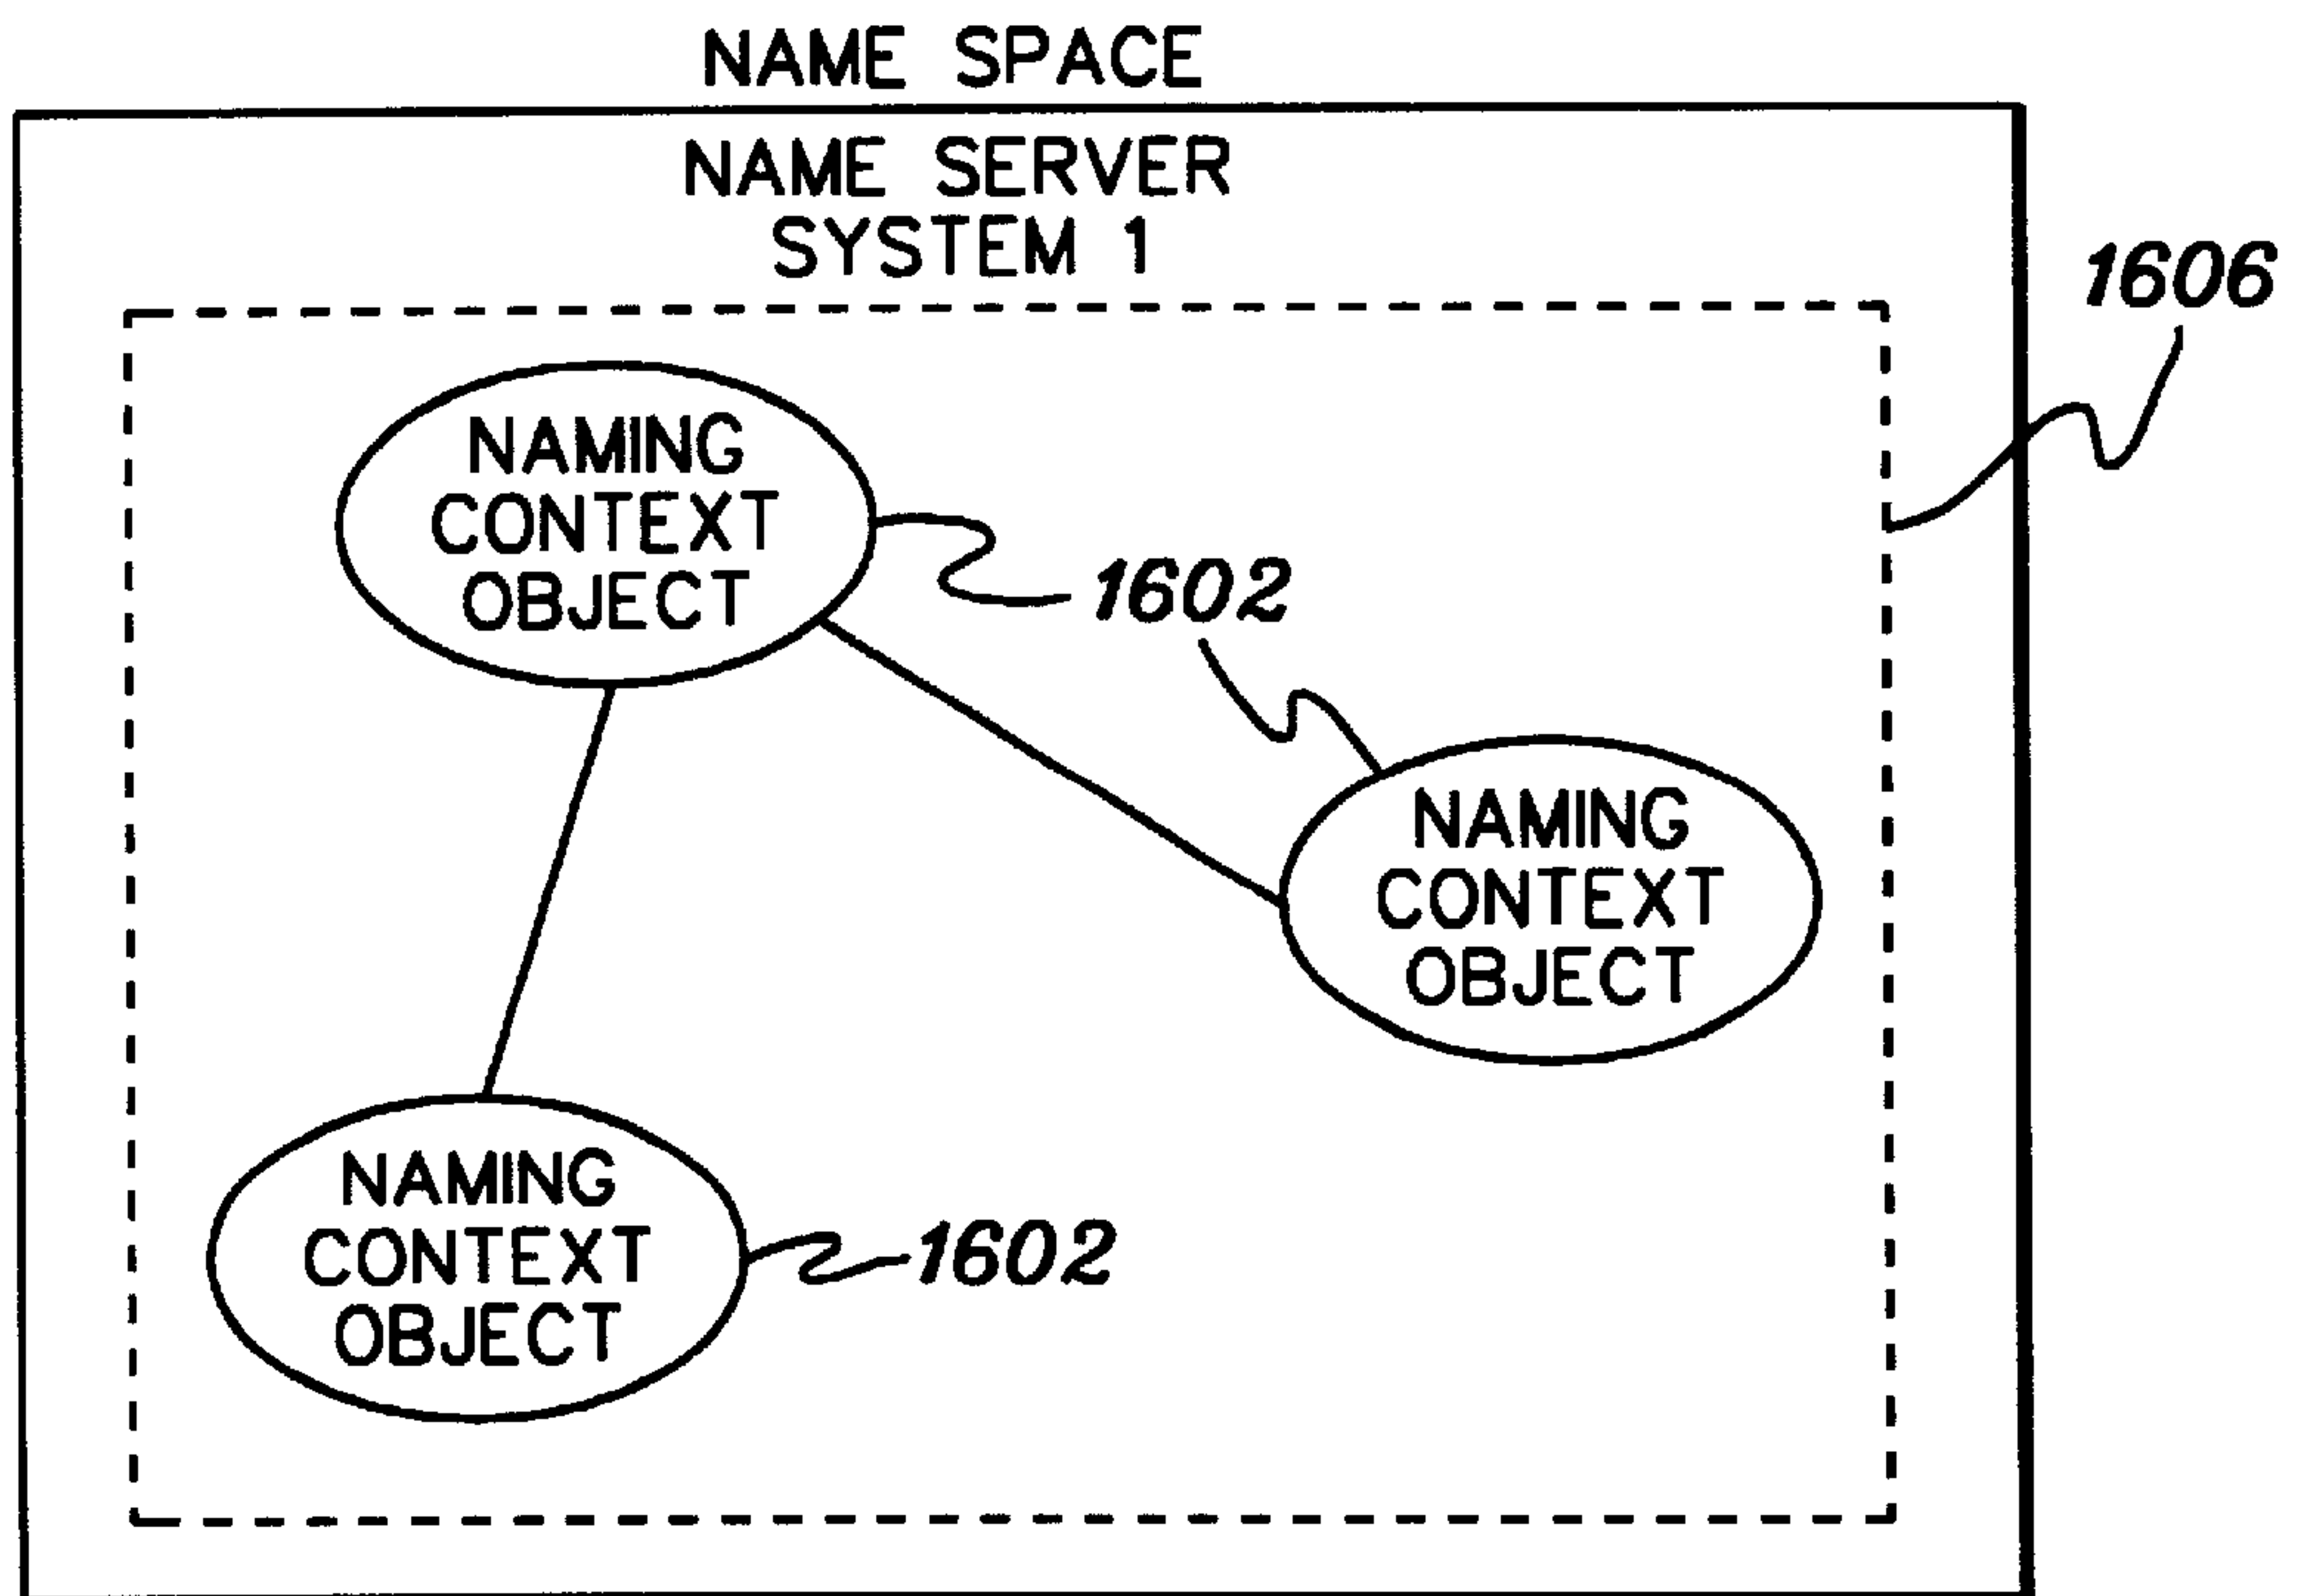 NAME SPACE
NAME SERVER
SYSTEM 1
1606
NAMING
CONTEXT
OBJECT
1602
NAMING
CONTEXT
OBJECT
NAMING
CONTEXT
OBJECT
1602